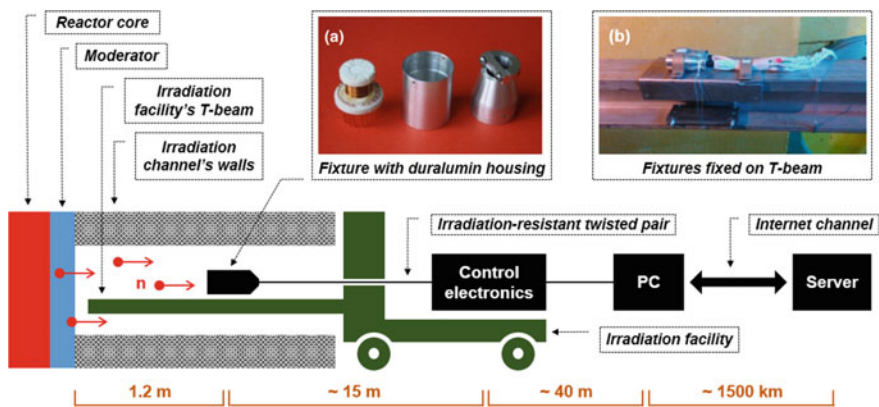 Reactor core
Moderator
Irradiation
facility's T-beam
Irradiation
channel's walls
(a)
Fixture with duralumin housing
(b)
Fixtures fixed on T-beam
Irradiation-resistant twisted pair
Internet channel
n
Control
electronics
PC
Server
Irradiation facility
1.2 m
~ 15 m
~ 40 m
~ 1500 km